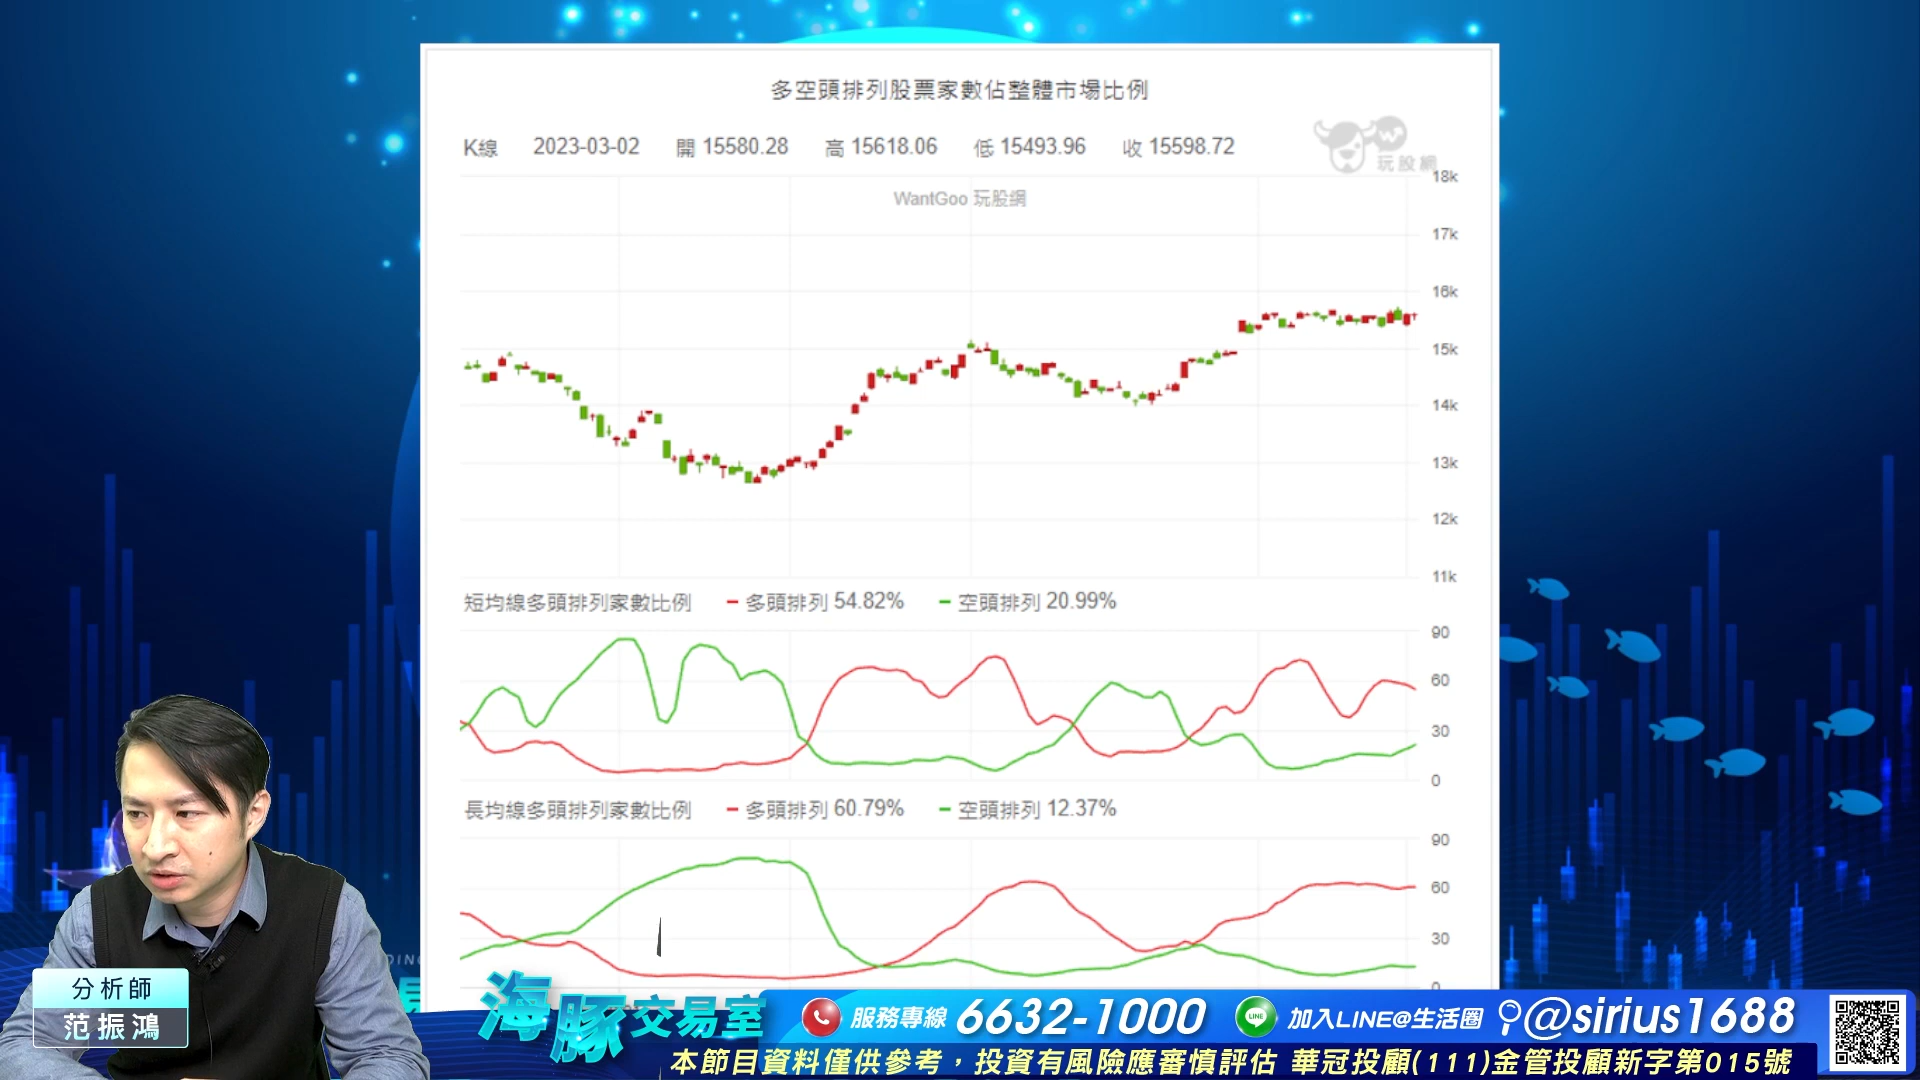 多空頭排列股票家數佔整體市場比例
K線 2023-03-02 開 15580.28 高 15618.06 低 15493.96 收 15598.72
玩股網
WantGoo 玩股網
18k
17k
16k
15k
14k
13k
12k
11k
短均線多頭排列家數比例 多頭排列 54.82% 空頭排列 20.99%
90
60
30
0
長均線多頭排列家數比例 多頭排列 60.79% 空頭排列 12.37%
90
60
30
0
分析師
范振鴻
海豚交易室
服務專線 6632-1000 LINE 加入LINE@生活圈 @sirius1688
本節目資料僅供參考，投資有風險應審慎評估 華冠投顧(111)金管投顧新字第015號